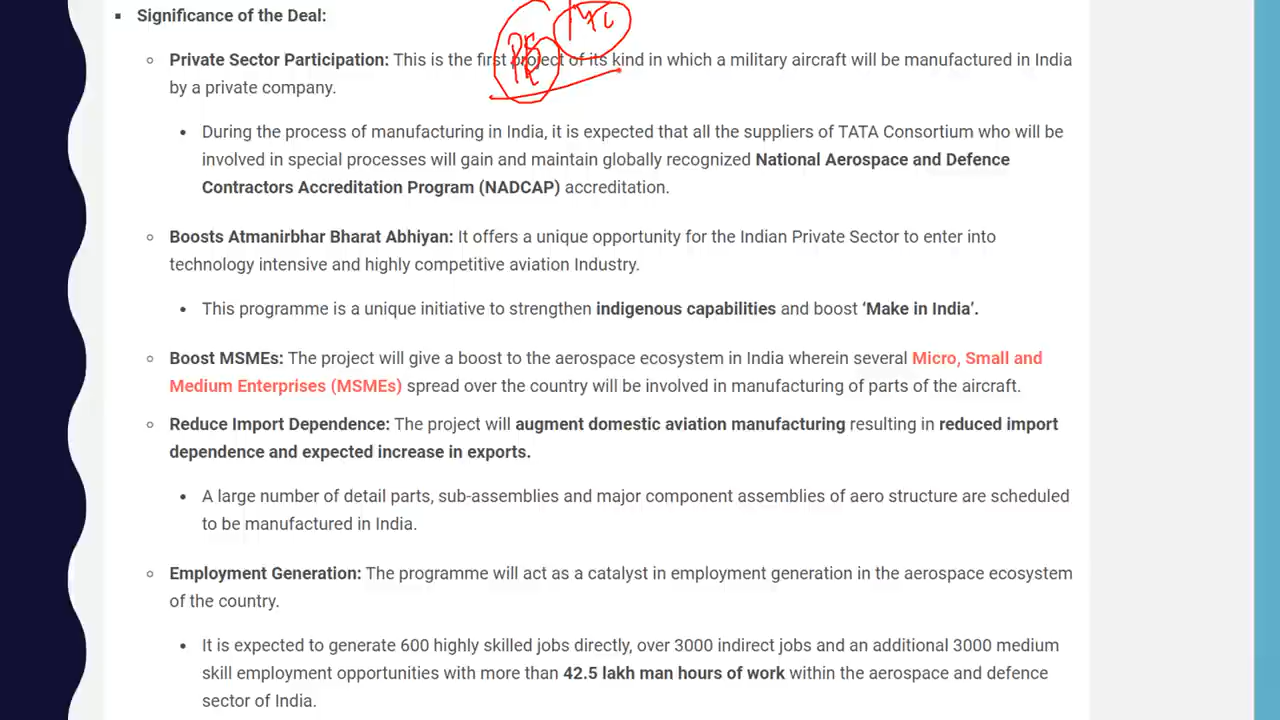 ▪ Significance of the Deal:
○ Private Sector Participation: This is the first project of its kind in which a military aircraft will be manufactured in India
by a private company.
• During the process of manufacturing in India, it is expected that all the suppliers of TATA Consortium who will be
involved in special processes will gain and maintain globally recognized National Aerospace and Defence
Contractors Accreditation Program (NADCAP) accreditation.
○ Boosts Atmanirbhar Bharat Abhiyan: It offers a unique opportunity for the Indian Private Sector to enter into
technology intensive and highly competitive aviation Industry.
• This programme is a unique initiative to strengthen indigenous capabilities and boost ‘Make in India’.
○ Boost MSMEs: The project will give a boost to the aerospace ecosystem in India wherein several Micro, Small and
Medium Enterprises (MSMEs) spread over the country will be involved in manufacturing of parts of the aircraft.
○ Reduce Import Dependence: The project will augment domestic aviation manufacturing resulting in reduced import
dependence and expected increase in exports.
• A large number of detail parts, sub-assemblies and major component assemblies of aero structure are scheduled
to be manufactured in India.
○ Employment Generation: The programme will act as a catalyst in employment generation in the aerospace ecosystem
of the country.
• It is expected to generate 600 highly skilled jobs directly, over 3000 indirect jobs and an additional 3000 medium
skill employment opportunities with more than 42.5 lakh man hours of work within the aerospace and defence
sector of India.